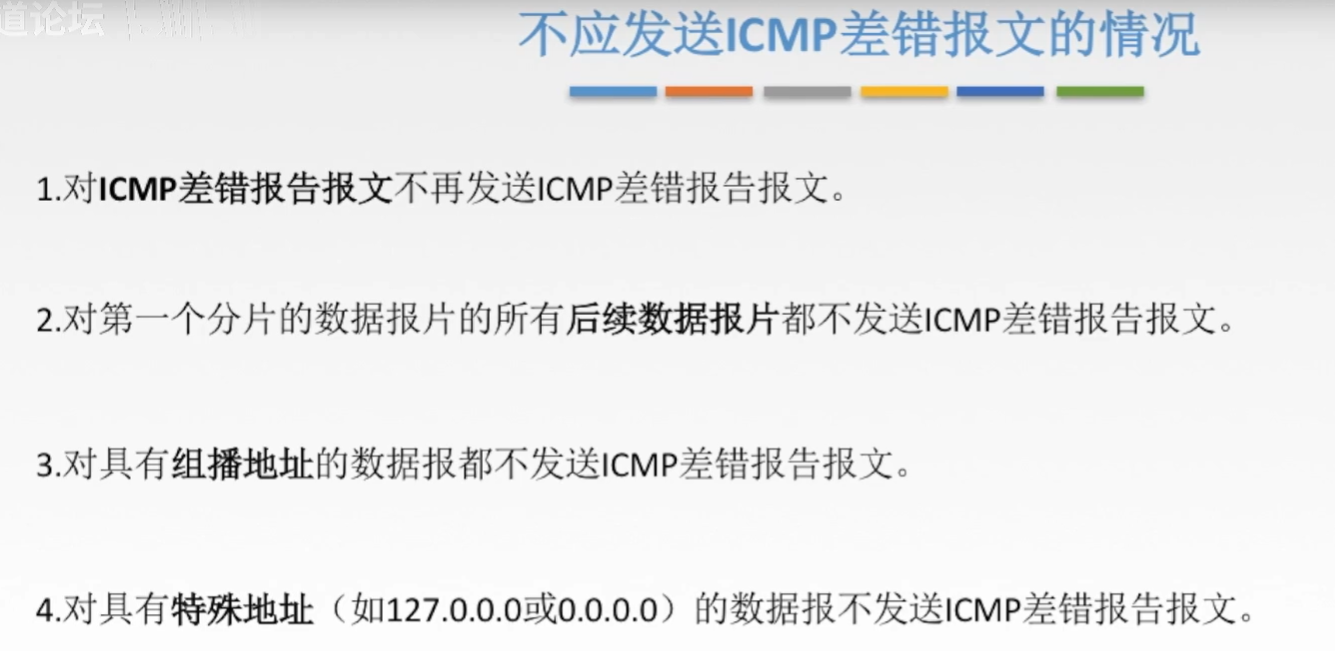 道论坛
不应发送ICMP差错报文的情况
1.对ICMP差错报告报文不再发送ICMP差错报告报文。
2.对第一个分片的数据报片的所有后续数据报片都不发送ICMP差错报告报文。
3.对具有组播地址的数据报都不发送ICMP差错报告报文。
4.对具有特殊地址（如127.0.0.0或0.0.0.0）的数据报不发送ICMP差错报告报文。